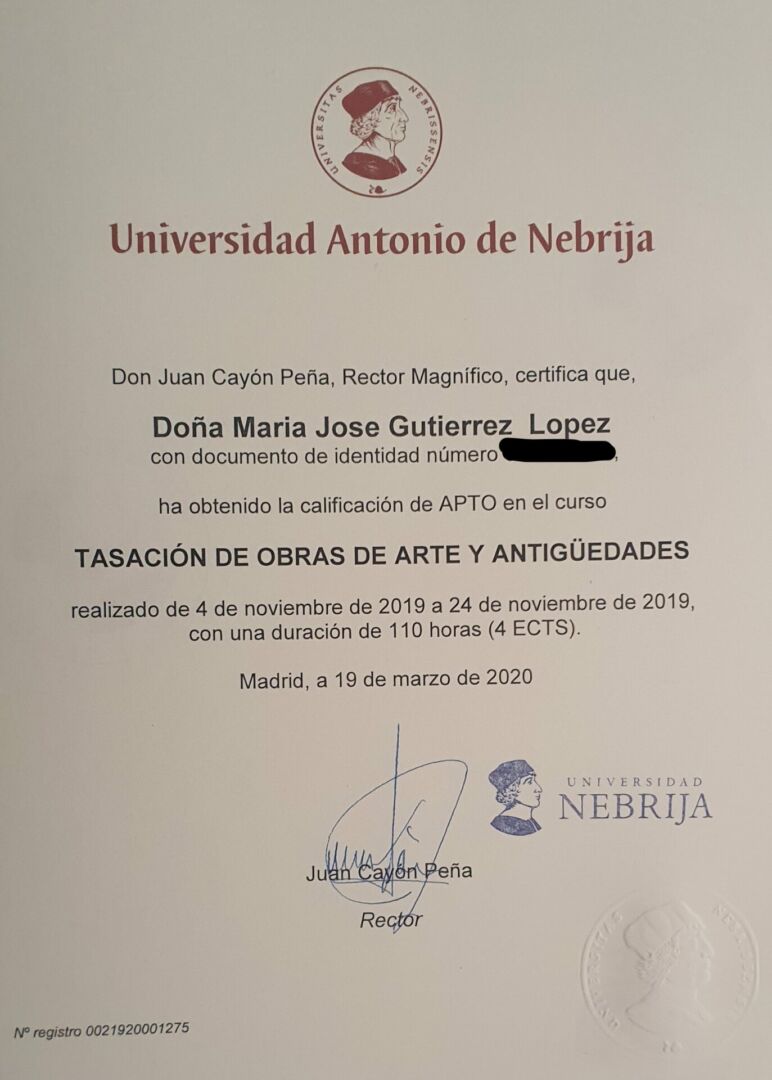 UNIVERSITAS NEBRISSENSIS
Universidad Antonio de Nebrija
Don Juan Cayón Peña, Rector Magnífico, certifica que,
Doña Maria Jose Gutierrez Lopez
con documento de identidad número ,
ha obtenido la calificación de APTO en el curso
TASACIÓN DE OBRAS DE ARTE Y ANTIGÜEDADES
realizado de 4 de noviembre de 2019 a 24 de noviembre de 2019,
con una duración de 110 horas (4 ECTS).
Madrid, a 19 de marzo de 2020
UNIVERSIDAD
NEBRIJA
Juan Cayón Peña
Rector
UNIVERSITAS NEBRISSENSIS
Nº registro 0021920001275